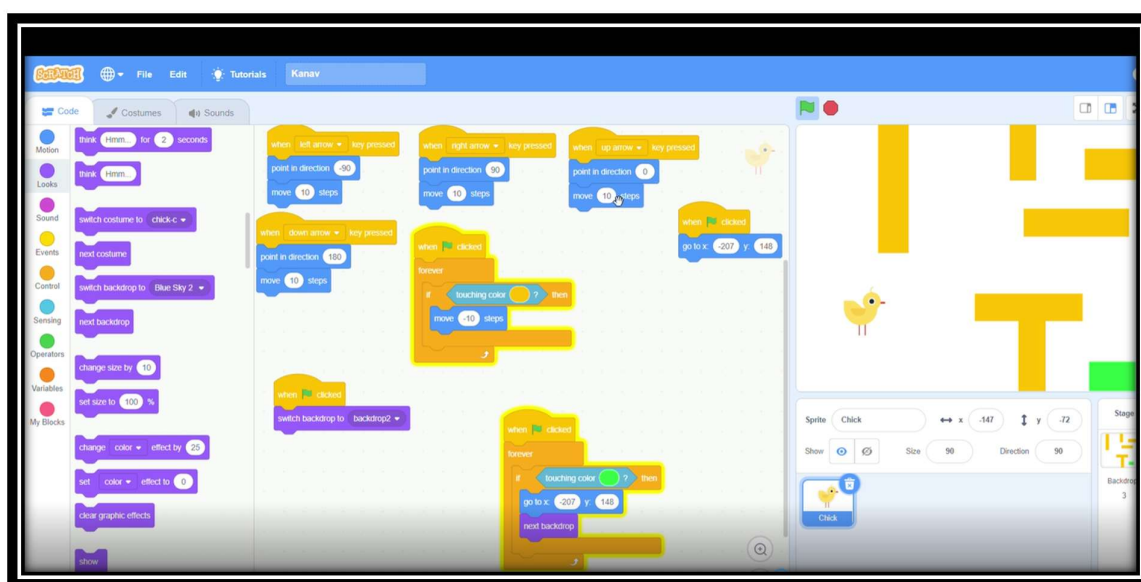 SCRATCH
File
Edit
Tutorials
Kanav
Code
Costumes
Sounds
Motion
Looks
Sound
Events
Control
Sensing
Operators
Variables
My Blocks
think Hmm... for 2 seconds
think Hmm...
switch costume to chick-c
next costume
switch backdrop to Blue Sky 2
next backdrop
change size by 10
set size to 100 %
change color effect by 25
set color effect to 0
clear graphic effects
show
when left arrow key pressed
point in direction -90
move 10 steps
when right arrow key pressed
point in direction 90
move 10 steps
when up arrow key pressed
point in direction 0
move 10 steps
when clicked
go to x: -207 y: 148
when down arrow key pressed
point in direction 180
move 10 steps
when clicked
forever
if touching color ? then
move -10 steps
when clicked
switch backdrop to backdrop2
when clicked
forever
if touching color ? then
go to x: -207 y: 148
next backdrop
Sprite Chick x -147 y -72
Show Size 90 Direction 90
Chick
Stage
3